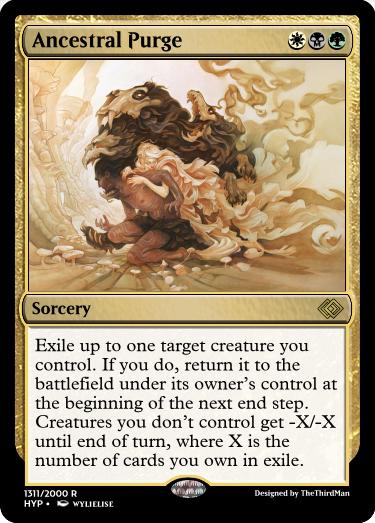 Ancestral Purge
Sorcery
Exile up to one target creature you
control. If you do, return it to the
battlefield under its owner's control at
the beginning of the next end step.
Creatures you don't control get -X/-X
until end of turn, where X is the
number of cards you own in exile.
1311/2000 R
HYP • WYLIELISE
Designed by TheThirdMan